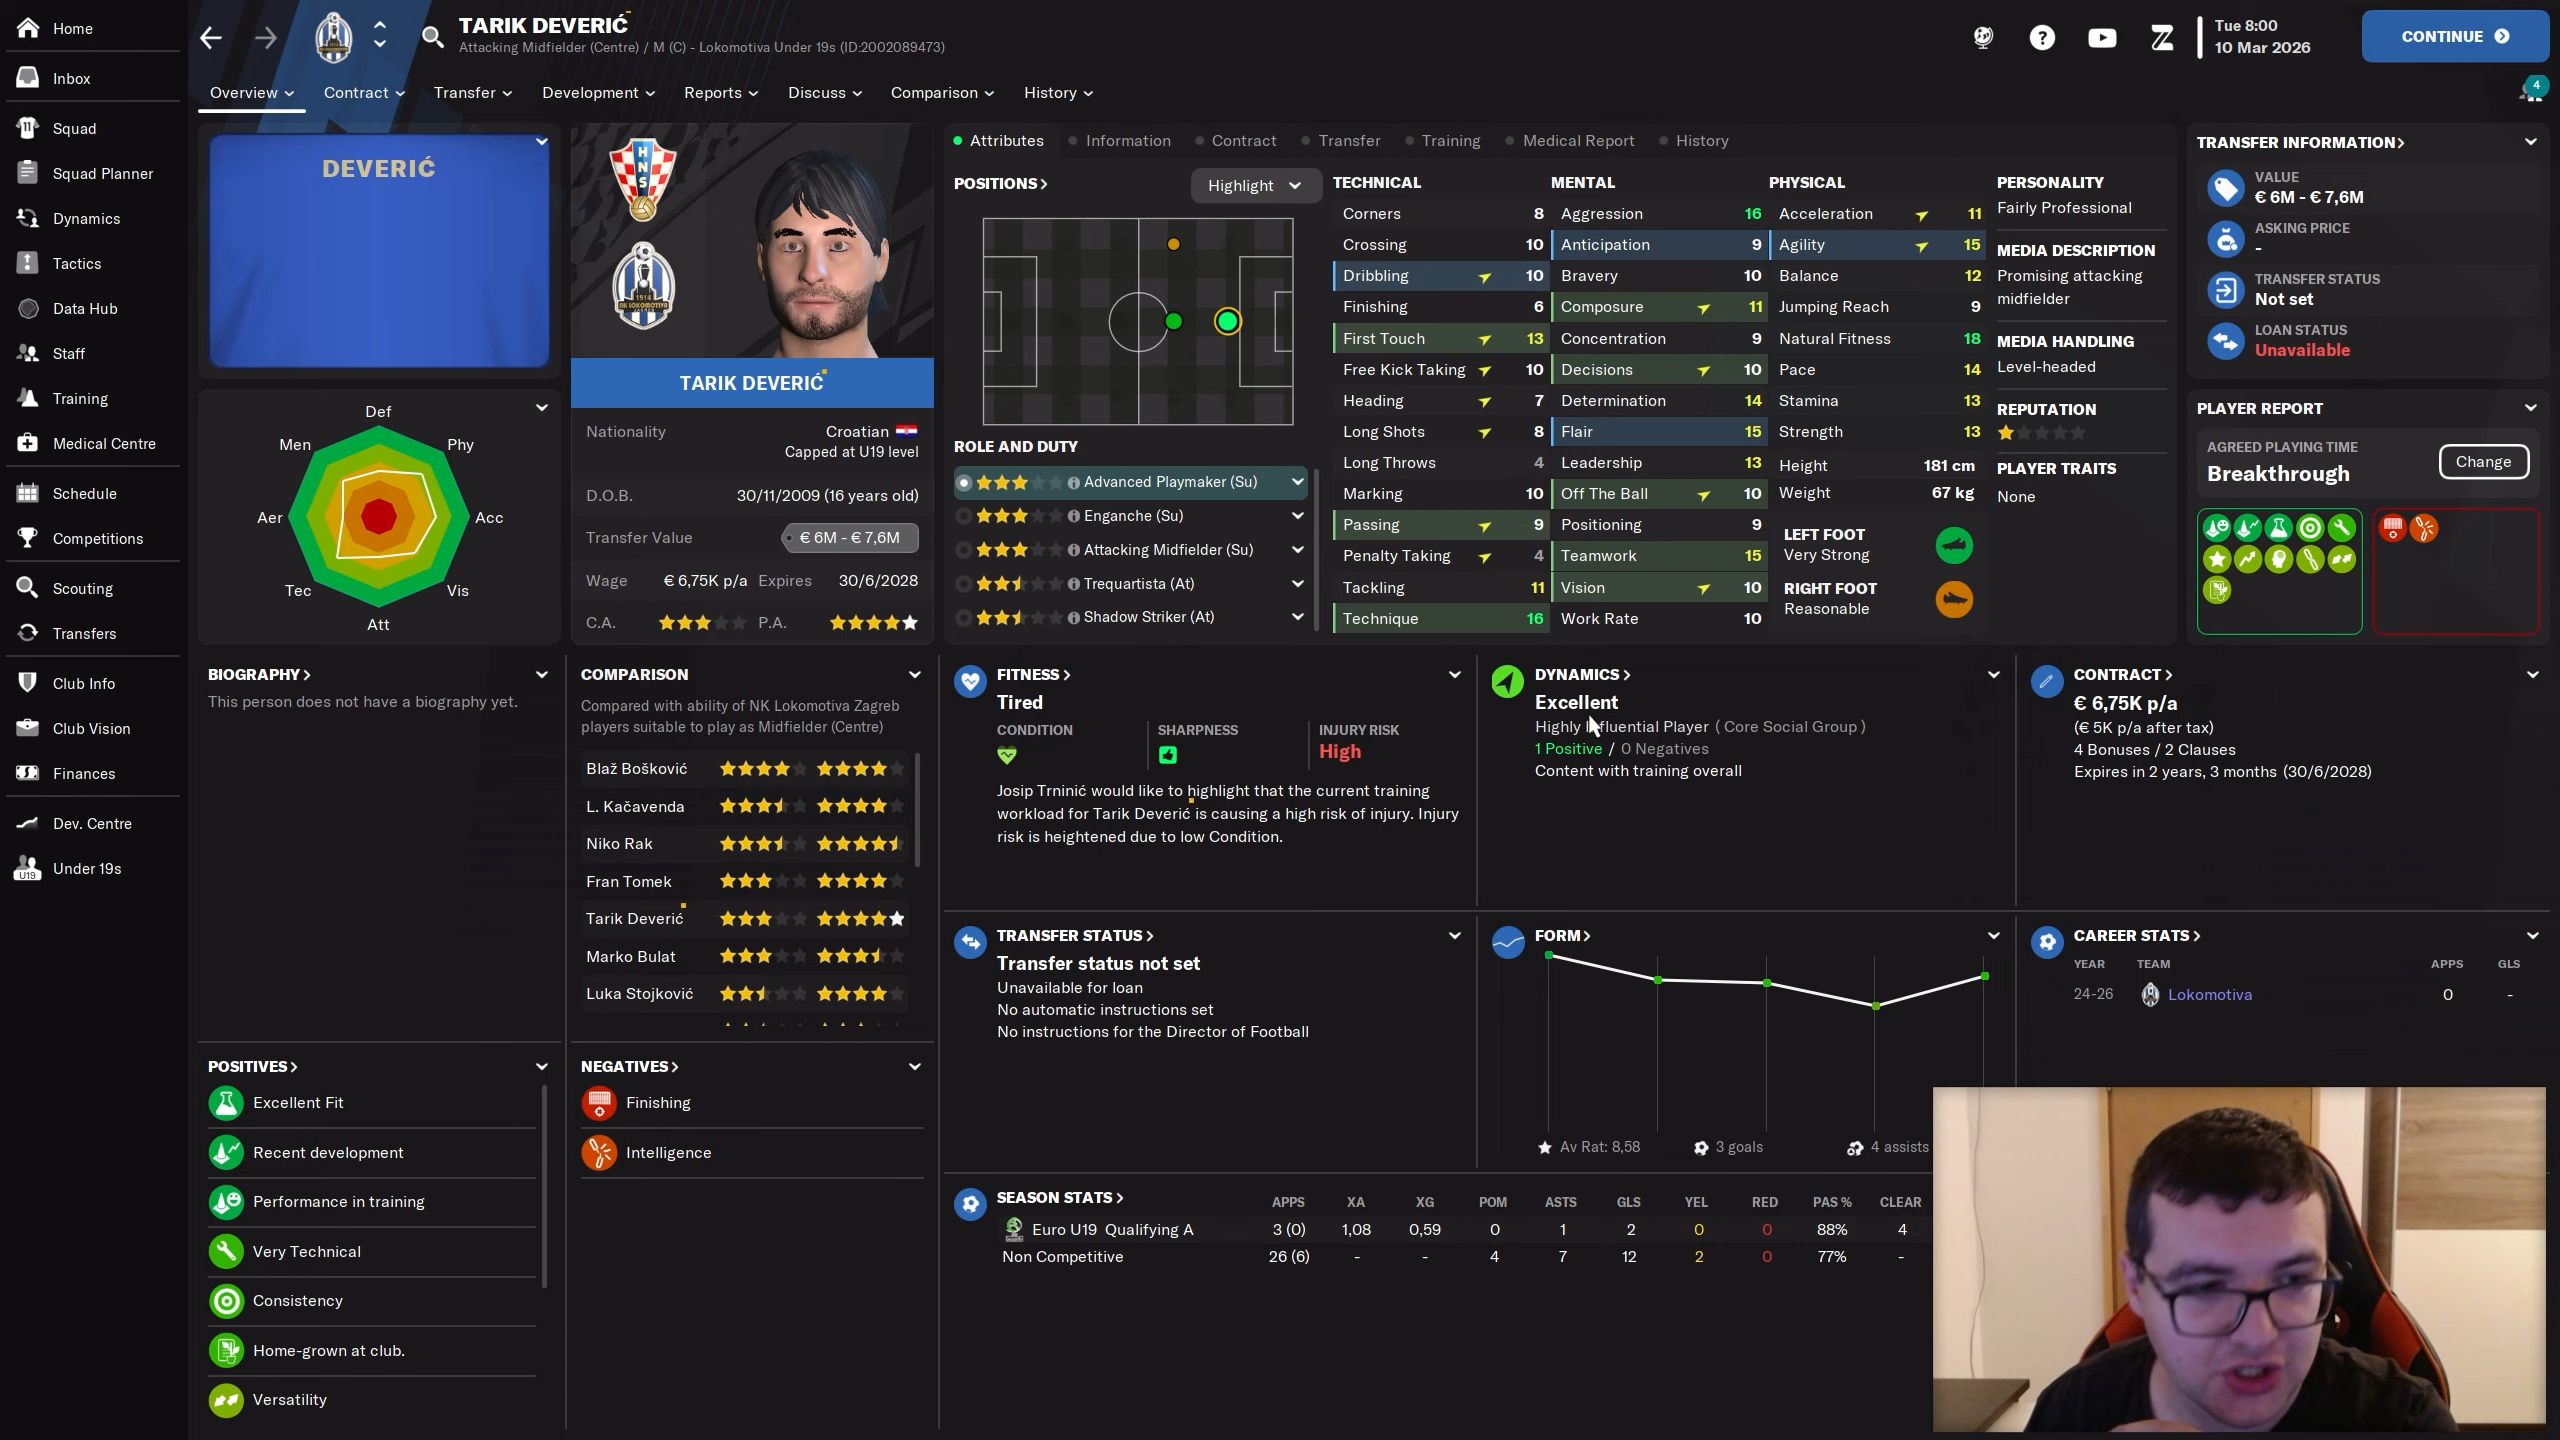 Home
Inbox
Squad
Squad Planner
Dynamics
Tactics
Data Hub
Staff
Training
Medical Centre
Schedule
Competitions
Scouting
Transfers
Club Info
Club Vision
Finances
Dev. Centre
U19
Under 19s
TARIK DEVERIĆ
Attacking Midfielder (Centre) / M (C) - Lokomotiva Under 19s (ID:2002089473)
Tue 8:00
10 Mar 2026
CONTINUE
Overview Contract Transfer Development Reports Discuss Comparison History
4
DEVERIĆ
Def
Phy
Acc
Vis
Att
Tec
Aer
Men
HNS
1914
NK LOKOMOTIVA
ZAGREB
TARIK DEVERIĆ
Nationality Croatian
Capped at U19 level
D.O.B. 30/11/2009 (16 years old)
Transfer Value € 6M - € 7,6M
Wage € 6,75K p/a Expires 30/6/2028
C.A. P.A.
Attributes Information Contract Transfer Training Medical Report History
POSITIONS
Highlight
ROLE AND DUTY
Advanced Playmaker (Su)
Enganche (Su)
Attacking Midfielder (Su)
Trequartista (At)
Shadow Striker (At)
TECHNICAL
Corners 8
Crossing 10
Dribbling 10
Finishing 6
First Touch 13
Free Kick Taking 10
Heading 7
Long Shots 8
Long Throws 4
Marking 10
Passing 9
Penalty Taking 4
Tackling 11
Technique 16
MENTAL
Aggression 16
Anticipation 9
Bravery 10
Composure 11
Concentration 9
Decisions 10
Determination 14
Flair 15
Leadership 13
Off The Ball 10
Positioning 9
Teamwork 15
Vision 10
Work Rate 10
PHYSICAL
Acceleration 11
Agility 15
Balance 12
Jumping Reach 9
Natural Fitness 18
Pace 14
Stamina 13
Strength 13
Height 181 cm
Weight 67 kg
LEFT FOOT
Very Strong
RIGHT FOOT
Reasonable
PERSONALITY
Fairly Professional
MEDIA DESCRIPTION
Promising attacking
midfielder
MEDIA HANDLING
Level-headed
REPUTATION
PLAYER TRAITS
None
TRANSFER INFORMATION
VALUE
€ 6M - € 7,6M
ASKING PRICE
-
TRANSFER STATUS
Not set
LOAN STATUS
Unavailable
PLAYER REPORT
AGREED PLAYING TIME
Breakthrough
Change
BIOGRAPHY
This person does not have a biography yet.
COMPARISON
Compared with ability of NK Lokomotiva Zagreb
players suitable to play as Midfielder (Centre)
Blaž Bošković
L. Kačavenda
Niko Rak
Fran Tomek
Tarik Deverić
Marko Bulat
Luka Stojković
FITNESS
Tired
CONDITION SHARPNESS INJURY RISK
High
Josip Trninić would like to highlight that the current training
workload for Tarik Deverić is causing a high risk of injury. Injury
risk is heightened due to low Condition.
DYNAMICS
Excellent
Highly Influential Player ( Core Social Group )
1 Positive / 0 Negatives
Content with training overall
CONTRACT
€ 6,75K p/a
(€ 5K p/a after tax)
4 Bonuses / 2 Clauses
Expires in 2 years, 3 months (30/6/2028)
TRANSFER STATUS
Transfer status not set
Unavailable for loan
No automatic instructions set
No instructions for the Director of Football
FORM
Av Rat: 8,58 3 goals 4 assists
CAREER STATS
YEAR TEAM APPS GLS
24-26 Lokomotiva 0 -
POSITIVES
Excellent Fit
Recent development
Performance in training
Very Technical
Consistency
Home-grown at club.
Versatility
NEGATIVES
Finishing
Intelligence
SEASON STATS APPS XA XG POM ASTS GLS YEL RED PAS % CLEAR
Euro U19 Qualifying A 3 (0) 1,08 0,59 0 1 2 0 0 88% 4
Non Competitive 26 (6) - - 4 7 12 2 0 77% -